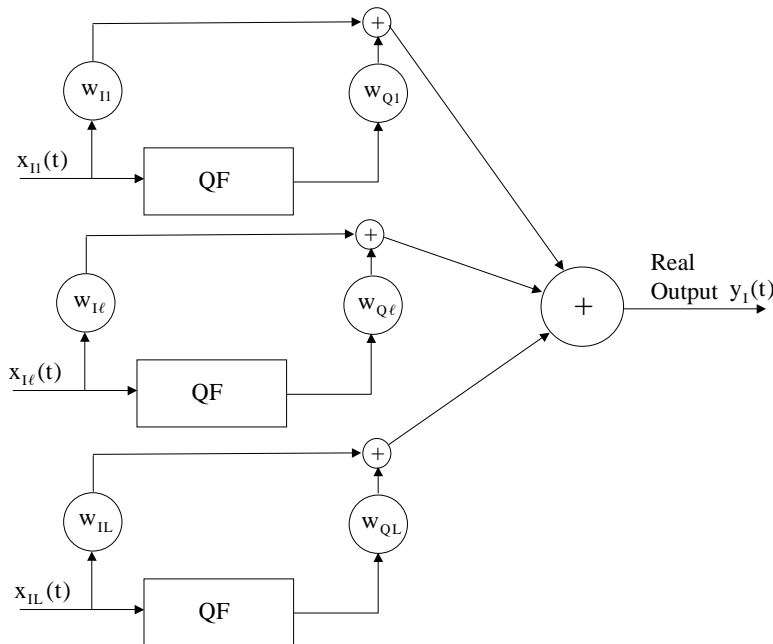 +
w_I1
w_Q1
x_I1(t)
QF
+
w_Iℓ
w_Qℓ
Real
Output y_I(t)
+
x_Iℓ(t)
QF
+
w_IL
w_QL
x_IL(t)
QF